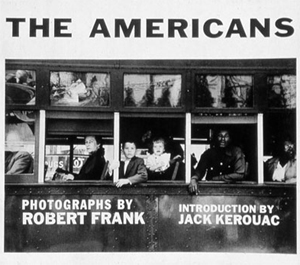 THE AMERICANS
PHOTOGRAPHS BY
ROBERT FRANK
INTRODUCTION BY
JACK KEROUAC